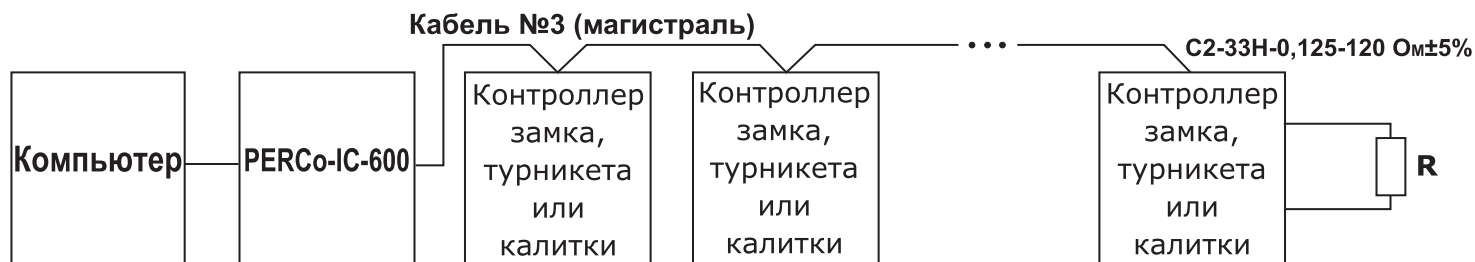 Кабель №3 (магистраль)
С2-33Н-0,125-120 Ом±5%
Компьютер
PERCo-IC-600
Контроллер
замка,
турникета
или
калитки
Контроллер
замка,
турникета
или
калитки
•••
Контроллер
замка,
турникета
или
калитки
R